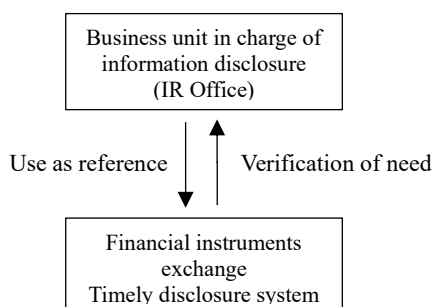 Business unit in charge of
information disclosure
(IR Office)
Use as reference
Verification of need
Financial instruments
exchange
Timely disclosure system